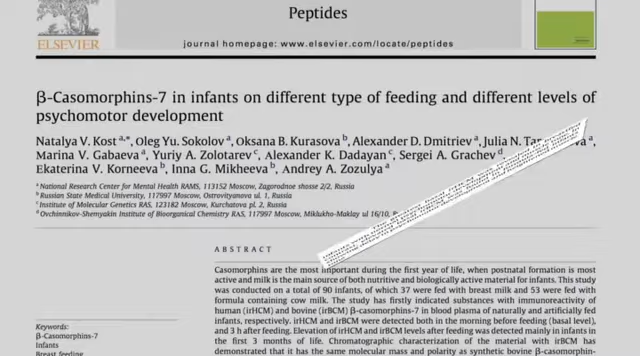 ELSEVIER
Peptides
journal homepage: www.elsevier.com/locate/peptides
β-Casomorphins-7 in infants on different type of feeding and different levels of
psychomotor development
Natalya V. Kost a,*, Oleg Yu. Sokolov a, Oksana B. Kurasova b, Alexander D. Dmitriev a, Julia N. a,
Marina V. Gabaeva a, Yuriy A. Zolotarev c, Alexander K. Dadayan c, Sergei A. Grachev d,
Ekaterina V. Korneeva b, Inna G. Mikheeva b, Andrey A. Zozulya a
a National Research Center for Mental Health RAMS, 113152 Moscow, Zagorodnoe shosse 2/2, Russia
b Russian State Medical University, 117997 Moscow, Ostrovityanova ul. 1, Russia
c Institute of Molecular Genetics RAS, 123182 Moscow, Kurchatova pl. 2, Russia
d Ovchinnikov-Shemyakin Institute of Bioorganical Chemistry RAS, 117997 Moscow, Miklukho-Maklay ul 16/10,
ABSTRACT
Casomorphins are the most important during the first year of life, when postnatal formation is most
active and milk is the main source of both nutritive and biologically active material for infants. This study
was conducted on a total of 90 infants, of which 37 were fed with breast milk and 53 were fed with
formula containing cow milk. The study has firstly indicated substances with immunoreactivity of
human (irHCM) and bovine (irBCM) β-casomorphins-7 in blood plasma of naturally and artificially fed
infants, respectively. irHCM and irBCM were detected both in the morning before feeding (basal level),
and 3 h after feeding. Elevation of irHCM and irBCM levels after feeding was detected mainly in infants in
the first 3 months of life. Chromatographic characterization of the material with irBCM has
demonstrated that it has the same molecular mass and polarity as synthetic bovine β-casomorphin-
Keywords:
β-Casomorphins-7
Infants
Breast feeding